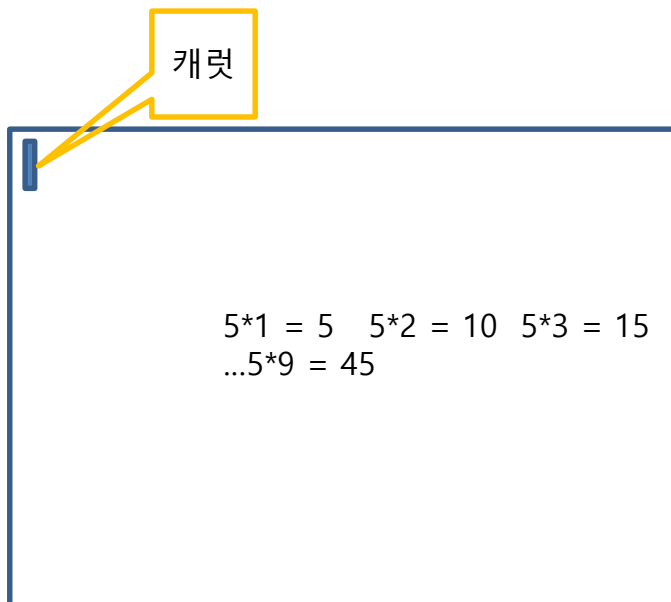 캐럿
5*1 = 5 5*2 = 10 5*3 = 15
...5*9 = 45